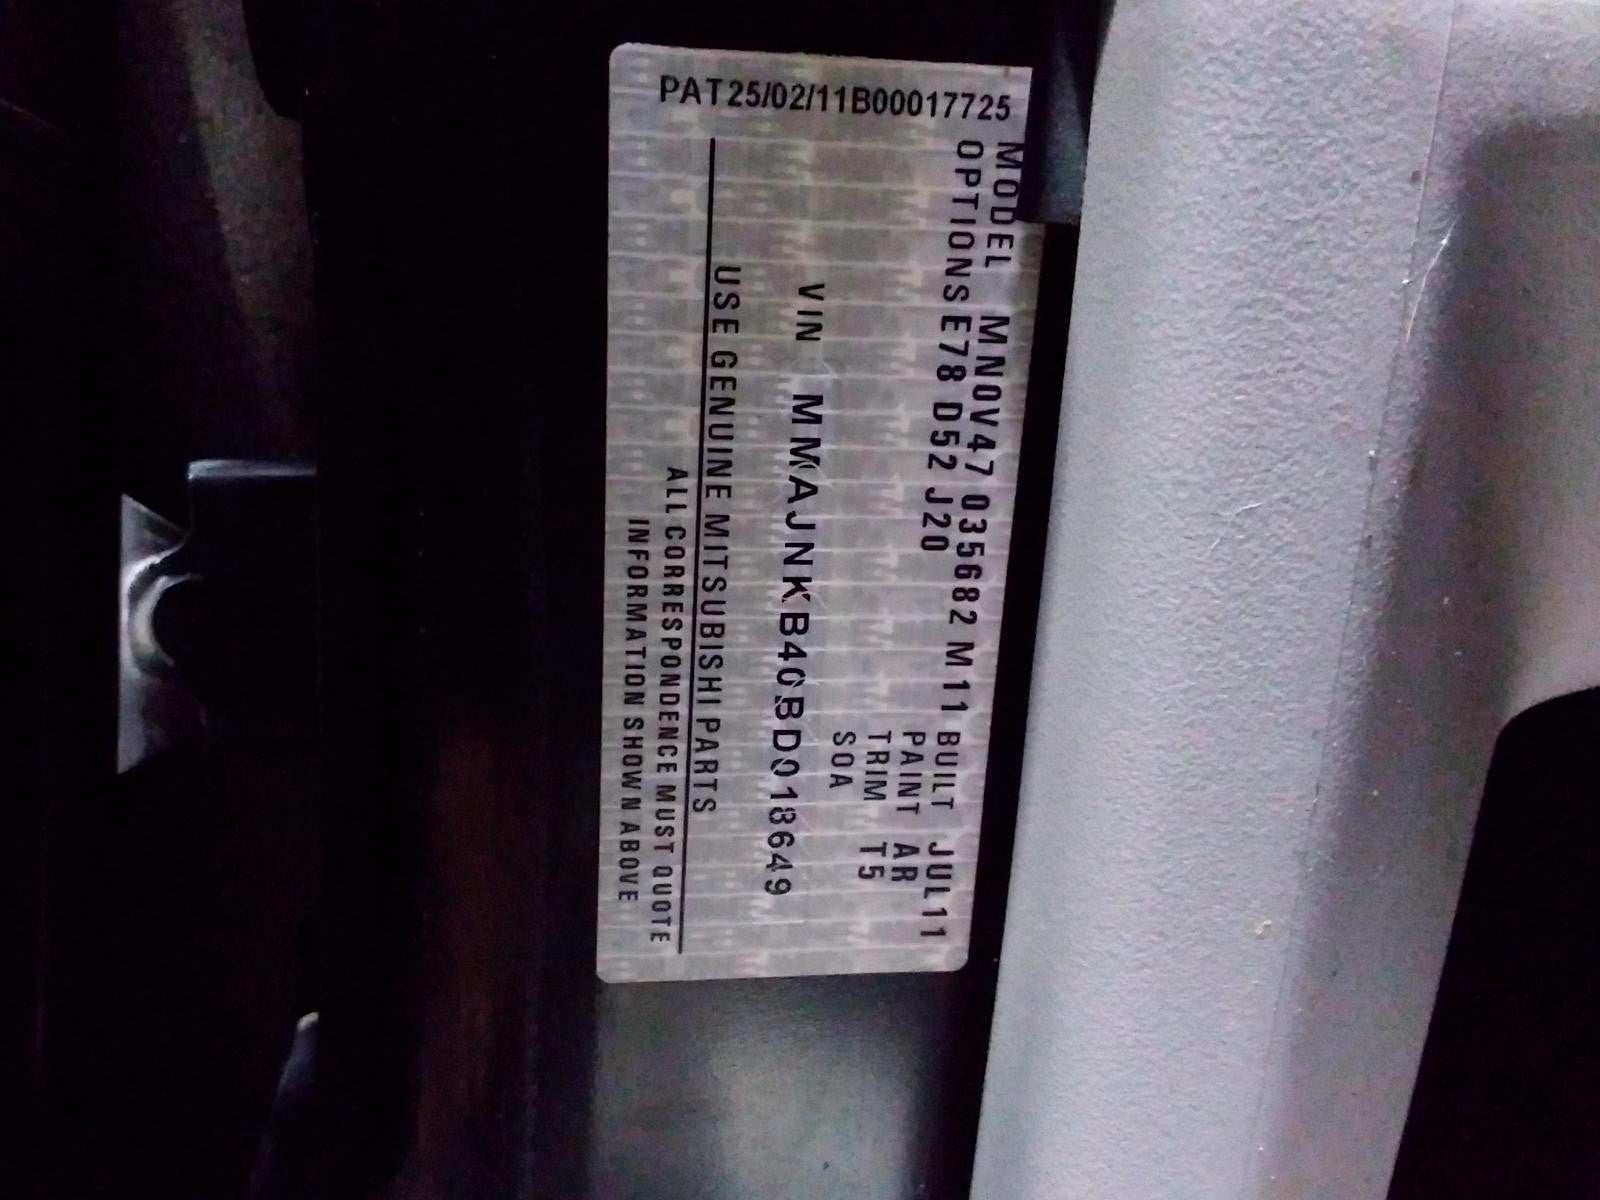 PAT25/02/11B00017725
MODEL MN0V47 035682 M11 BUILT JUL11
OPTIONS E78 D52 J20 PAINT AR
TRIM T5
SOA
VIN MMAJNKB40BD018649
USE GENUINE MITSUBISHI PARTS
ALL CORRESPONDENCE MUST QUOTE
INFORMATION SHOWN ABOVE